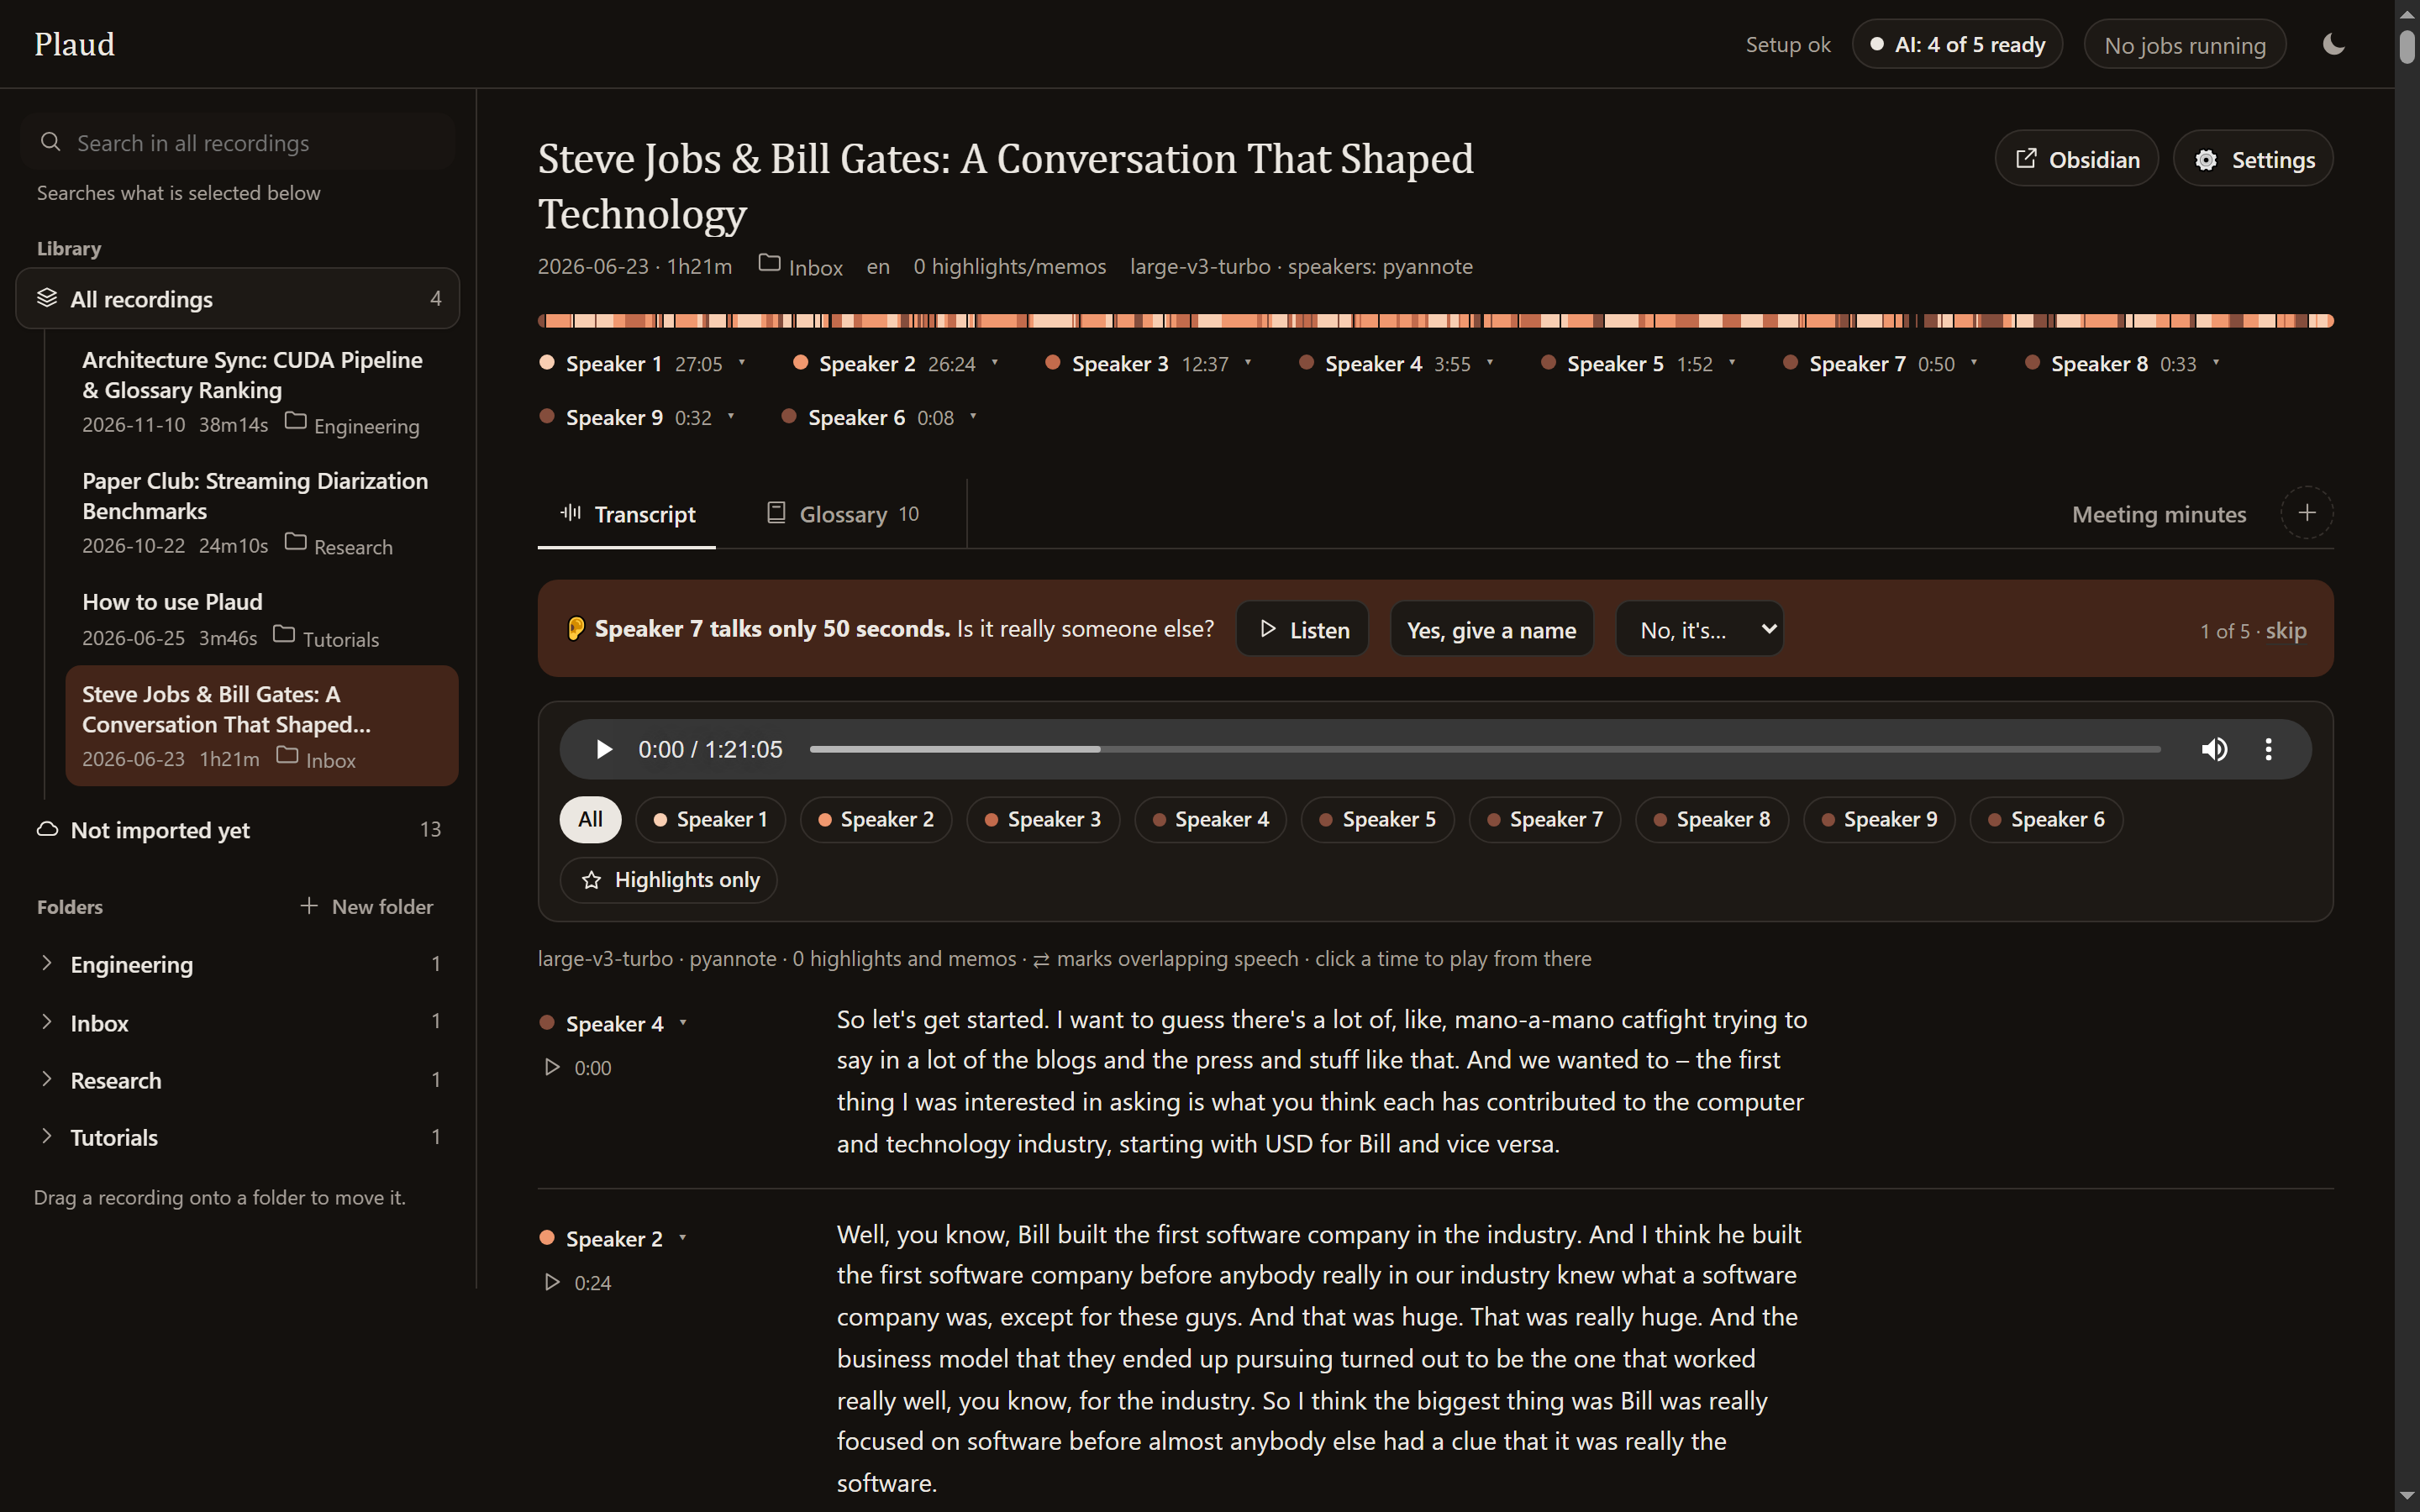 Plaud
Setup ok
AI: 4 of 5 ready
No jobs running
Search in all recordings
Searches what is selected below
Library
All recordings 4
Architecture Sync: CUDA Pipeline
& Glossary Ranking
2026-11-10 38m14s Engineering
Paper Club: Streaming Diarization
Benchmarks
2026-10-22 24m10s Research
How to use Plaud
2026-06-25 3m46s Tutorials
Steve Jobs & Bill Gates: A
Conversation That Shaped...
2026-06-23 1h21m Inbox
Not imported yet 13
Folders
+ New folder
Engineering 1
Inbox 1
Research 1
Tutorials 1
Drag a recording onto a folder to move it.
Steve Jobs & Bill Gates: A Conversation That Shaped
Technology
Obsidian
Settings
2026-06-23 · 1h21m Inbox en 0 highlights/memos large-v3-turbo · speakers: pyannote
Speaker 1 27:05 Speaker 2 26:24 Speaker 3 12:37 Speaker 4 3:55 Speaker 5 1:52 Speaker 7 0:50 Speaker 8 0:33
Speaker 9 0:32 Speaker 6 0:08
Transcript
Glossary 10
Meeting minutes
+
Speaker 7 talks only 50 seconds. Is it really someone else?
Listen
Yes, give a name
No, it's...
1 of 5 · skip
0:00 / 1:21:05
All Speaker 1 Speaker 2 Speaker 3 Speaker 4 Speaker 5 Speaker 7 Speaker 8 Speaker 9 Speaker 6
Highlights only
large-v3-turbo · pyannote · 0 highlights and memos · ⇄ marks overlapping speech · click a time to play from there
Speaker 4
0:00
So let's get started. I want to guess there's a lot of, like, mano-a-mano catfight trying to
say in a lot of the blogs and the press and stuff like that. And we wanted to – the first
thing I was interested in asking is what you think each has contributed to the computer
and technology industry, starting with USD for Bill and vice versa.
Speaker 2
0:24
Well, you know, Bill built the first software company in the industry. And I think he built
the first software company before anybody really in our industry knew what a software
company was, except for these guys. And that was huge. That was really huge. And the
business model that they ended up pursuing turned out to be the one that worked
really well, you know, for the industry. So I think the biggest thing was Bill was really
focused on software before almost anybody else had a clue that it was really the
software.